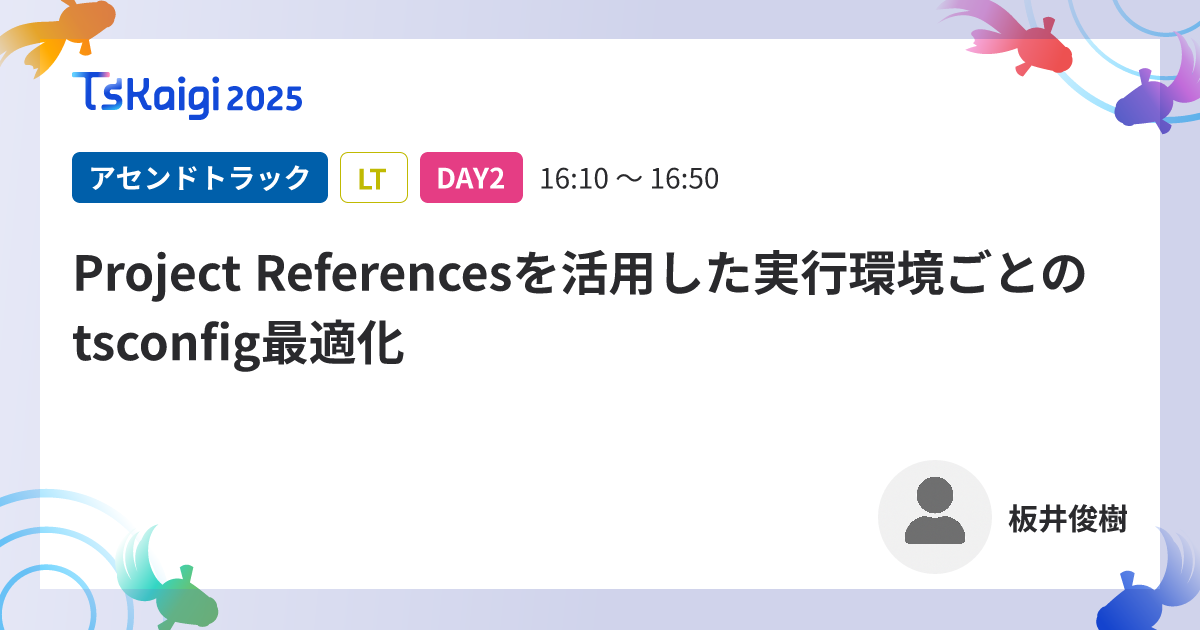 TsKaigi 2025
アセンドトラック LT DAY2 16:10 〜 16:50
Project Referencesを活用した実行環境ごとの
tsconfig最適化
板井俊樹